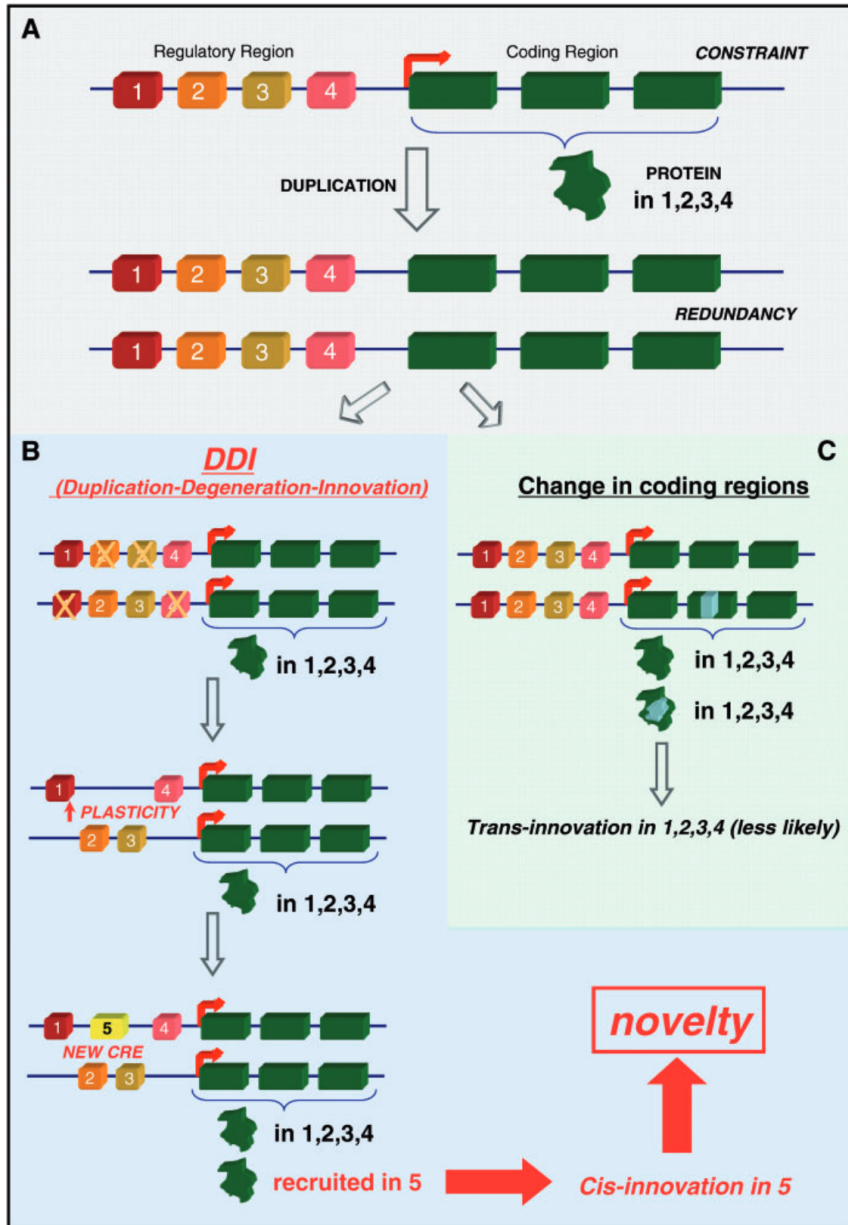 A
Regulatory Region
Coding Region
CONSTRAINT
1 2 3 4
DUPLICATION
PROTEIN
in 1,2,3,4
1 2 3 4
REDUNDANCY
1 2 3 4
B
DDI
(Duplication-Degeneration-Innovation)
1 2 3 4
1 2 3 4
in 1,2,3,4
1 4
PLASTICITY
2 3
in 1,2,3,4
1 5 4
NEW CRE
2 3
in 1,2,3,4
recruited in 5
Cis-innovation in 5
novelty
C
Change in coding regions
1 2 3 4
1 2 3 4
in 1,2,3,4
in 1,2,3,4
Trans-innovation in 1,2,3,4 (less likely)